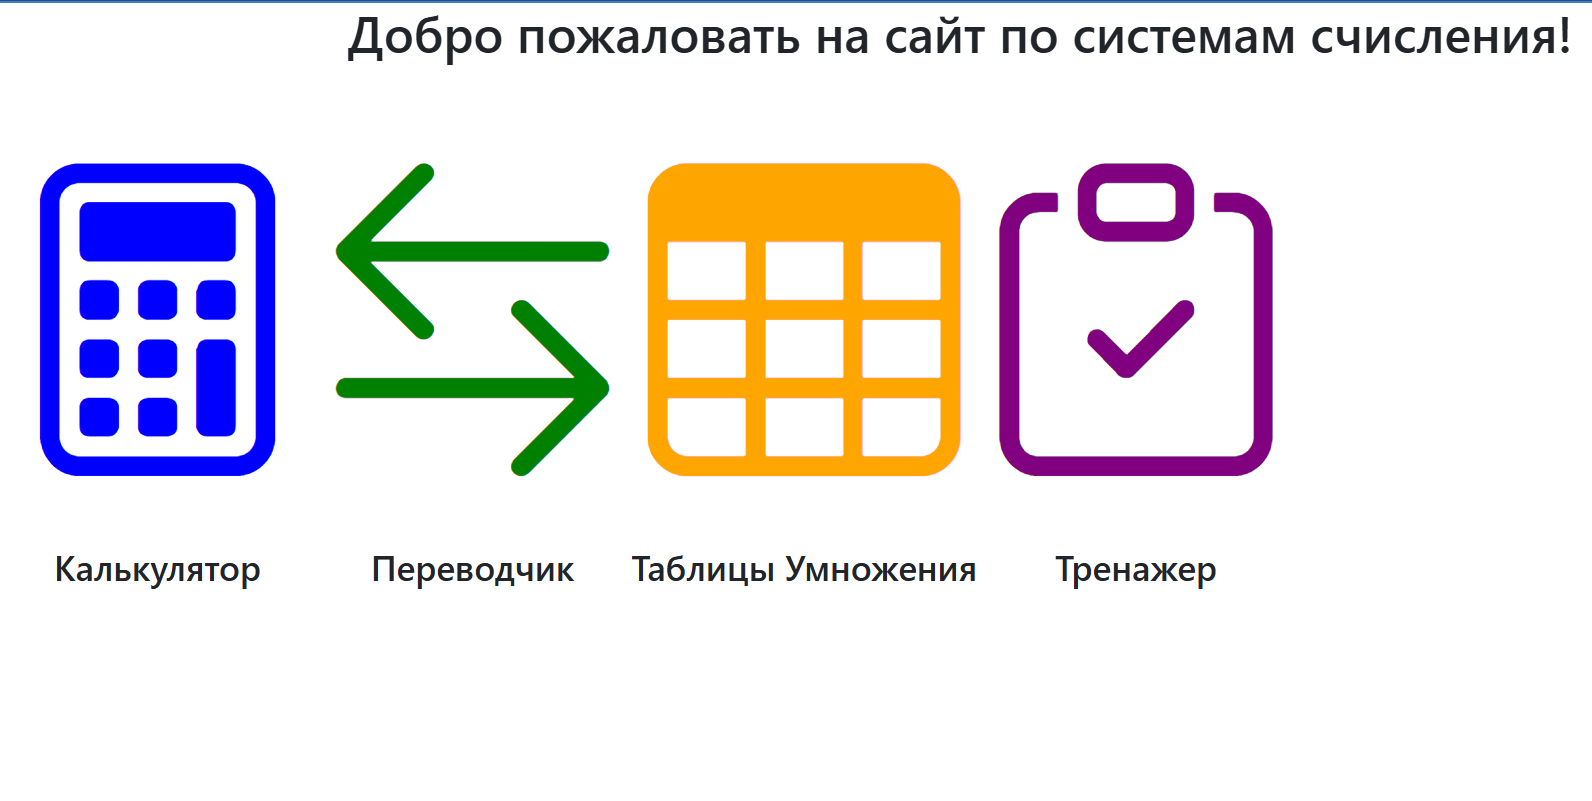 Добро пожаловать на сайт по системам счисления!
Калькулятор
Переводчик
Таблицы Умножения
Тренажер